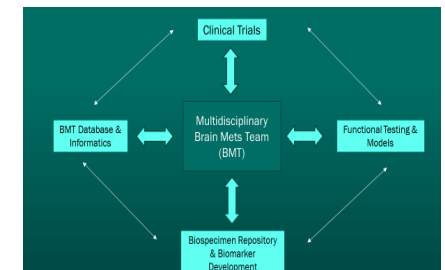 Clinical Trials
Multidisciplinary
Brain Mets Team
(BMT)
BMT Database &
Informatics
Functional Testing &
Models
Biospecimen Repository
& Biomarker
Development